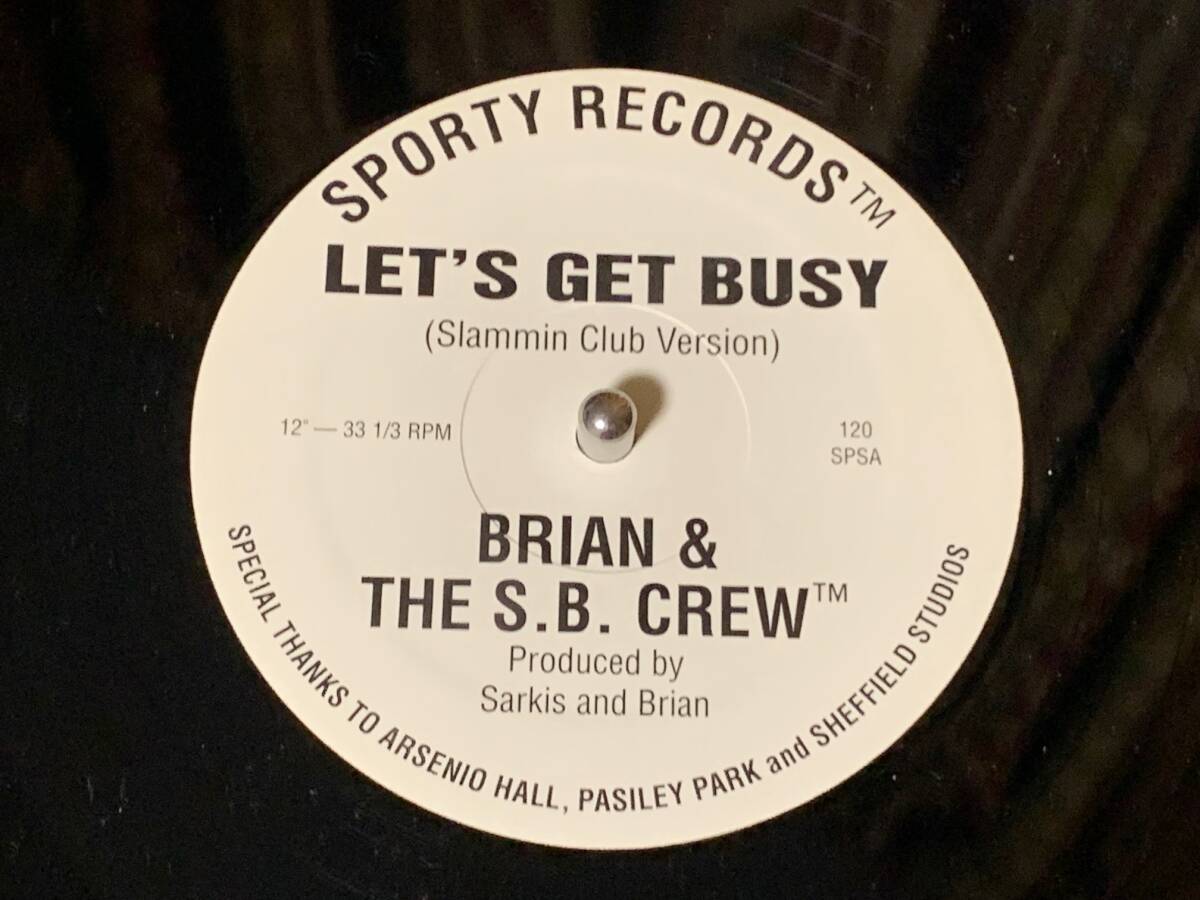 SPORTY RECORDS™
LET'S GET BUSY
(Slammin Club Version)
12" — 33 1/3 RPM
120
SPSA
BRIAN &
THE S.B. CREW™
Produced by
Sarkis and Brian
SPECIAL THANKS TO ARSENIO HALL, PASILEY PARK and SHEFFIELD STUDIOS